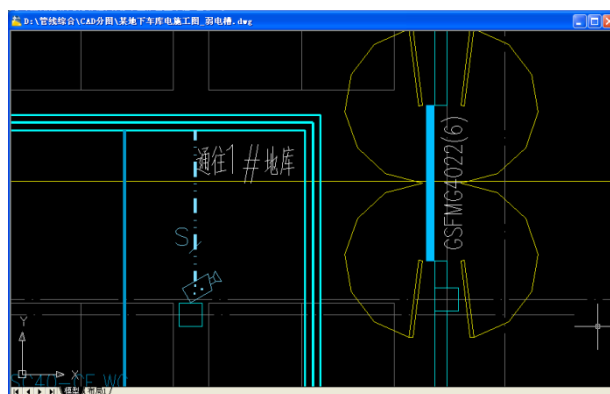 D:\管线综合\CAD分图\某地下车库电施工图_弱电槽.dwg
通往1#地库
GSFMG4022(6)
S
Y
X
模型 布局1